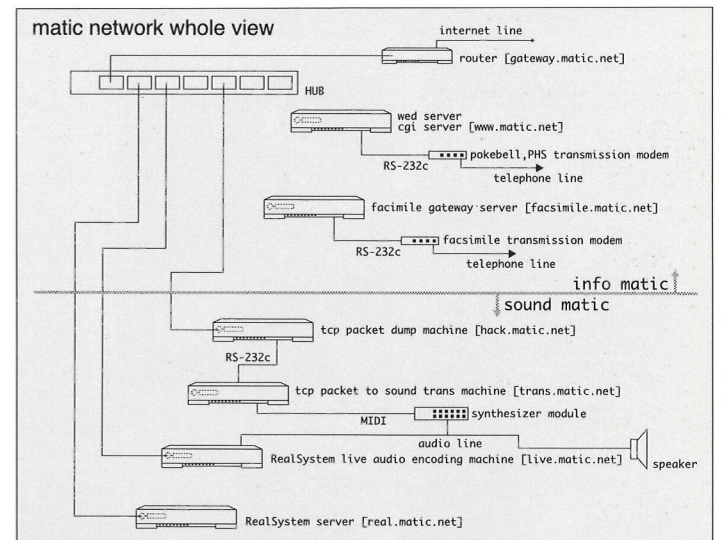 matic network whole view
internet line
router [gateway.matic.net]
HUB
wed server
cgi server [www.matic.net]
pokebell,PHS transmission modem
RS-232c
telephone line
facimile gateway server [facsimile.matic.net]
facsimile transmission modem
RS-232c
telephone line
info matic
sound matic
tcp packet dump machine [hack.matic.net]
RS-232c
tcp packet to sound trans machine [trans.matic.net]
synthesizer module
MIDI
audio line
RealSystem live audio encoding machine [live.matic.net]
speaker
RealSystem server [real.matic.net]